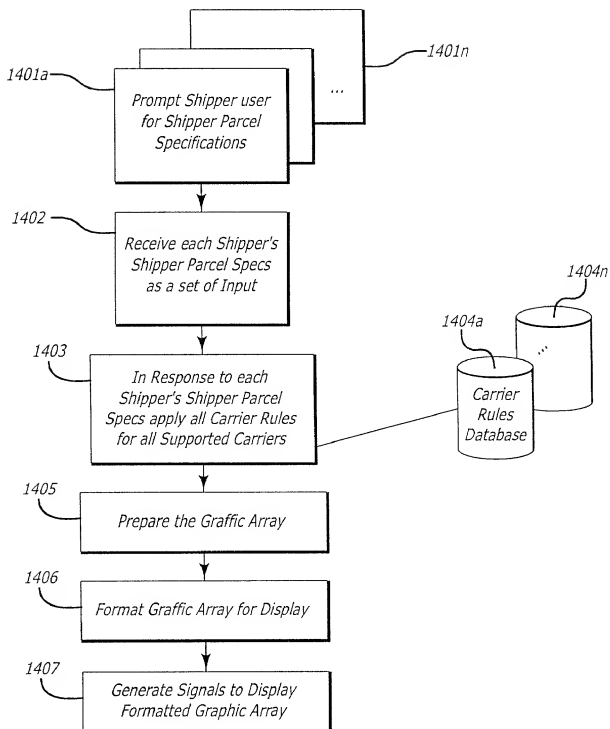 1401n
1401a
...
Prompt Shipper user
for Shipper Parcel
Specifications
1402
Receive each Shipper's
Shipper Parcel Specs
as a set of Input
1404n
1404a
...
1403
In Response to each
Shipper's Shipper Parcel
Specs apply all Carrier Rules
for all Supported Carriers
Carrier
Rules
Database
1405
Prepare the Graffic Array
1406
Format Graffic Array for Display
1407
Generate Signals to Display
Formatted Graphic Array